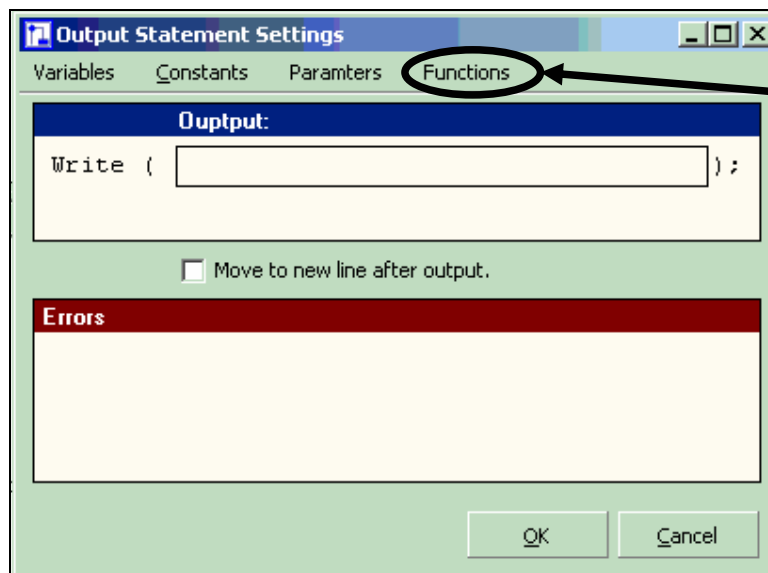 Output Statement Settings
Variables Constants Paramters Functions
Ouptput:
Write ( );
Move to new line after output.
Errors
OK Cancel